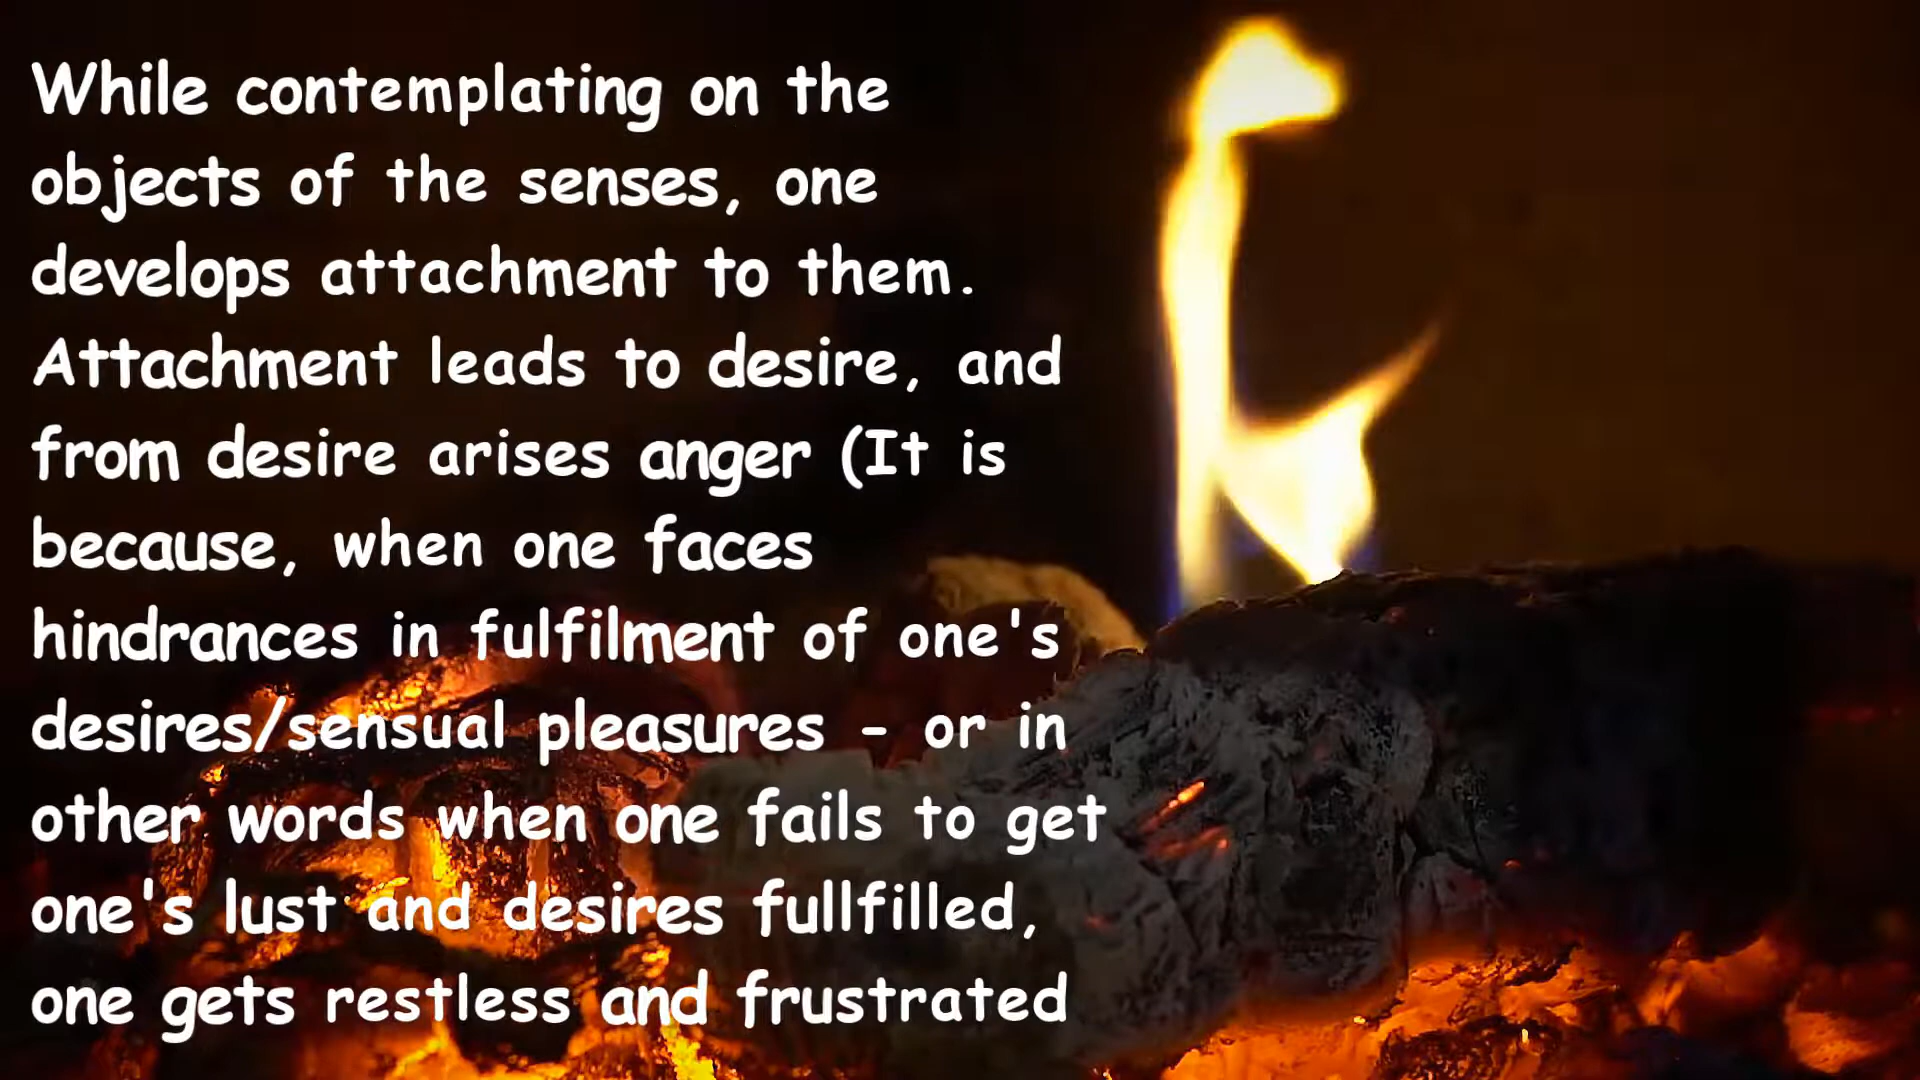 While contemplating on the
objects of the senses, one
develops attachment to them.
Attachment leads to desire, and
from desire arises anger (It is
because, when one faces
hindrances in fulfilment of one's
desires/sensual pleasures - or in
other words when one fails to get
one's lust and desires fullfilled,
one gets restless and frustrated